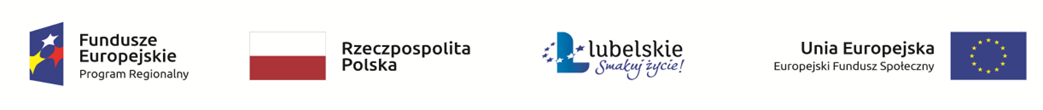 Fundusze
Europejskie
Program Regionalny
Rzeczpospolita
Polska
lubelskie
Smakuj życie!
Unia Europejska
Europejski Fundusz Społeczny